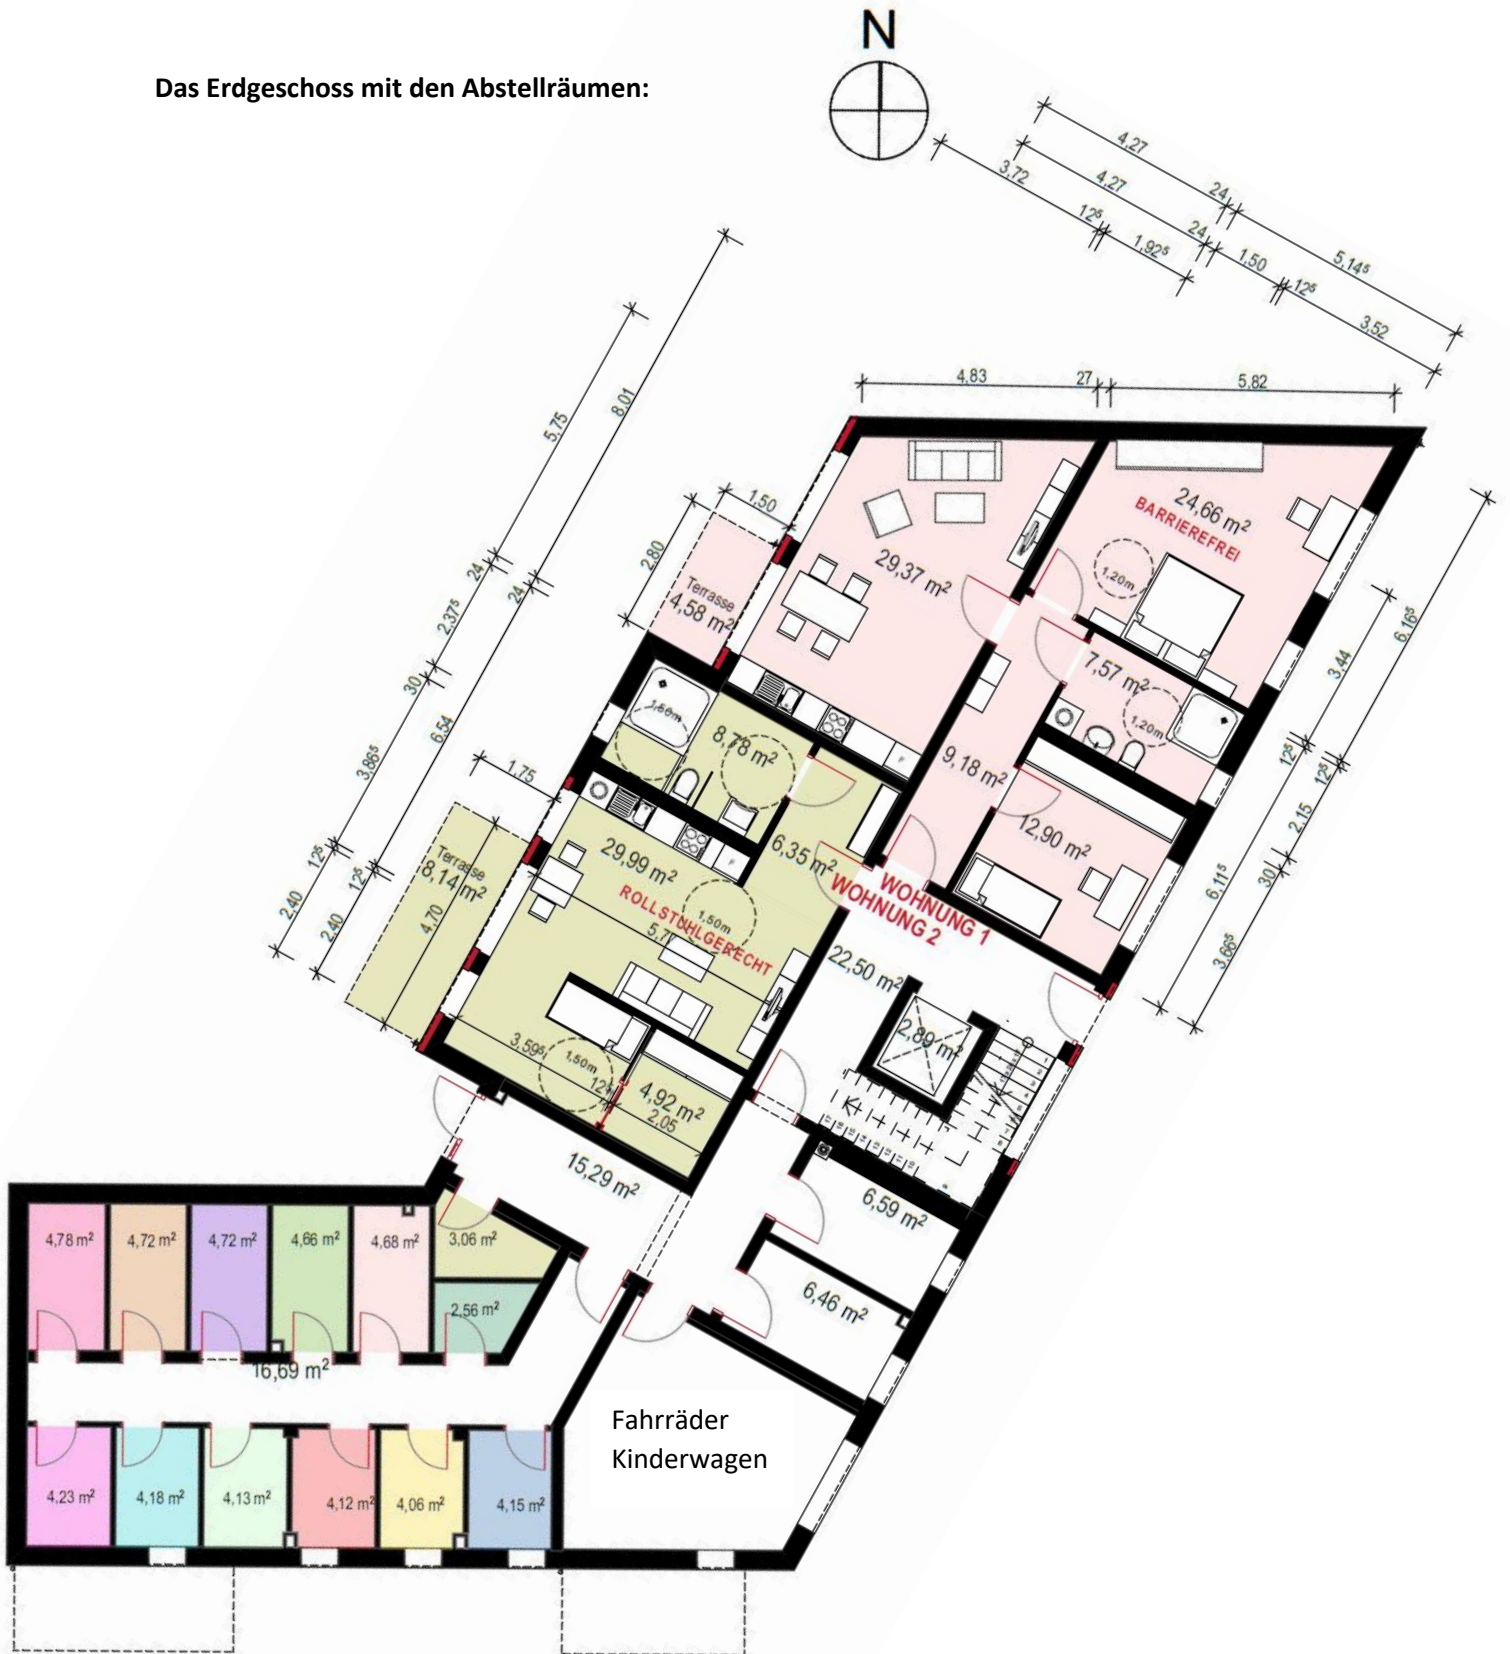 N
Das Erdgeschoss mit den Abstellräumen:
4,27
24
5,14⁵
3,72
4,27
24
1,50
12⁵
3,52
12⁵
1,92⁵
8,01
5,75
4,83
27
5,82
1,50
2,80
24
24
2,37⁵
30
6,54
3,86⁵
1,75
12⁵
12⁵
2,40
2,40
Terrasse
4,58 m²
29,37 m²
24,66 m²
BARRIEREFREI
1,20m
7,57 m²
1,20m
9,18 m²
12,90 m²
6,16⁵
3,44
12⁵
12⁵
2,15
30
6,11⁵
3,66⁵
1,50m
8,78 m²
6,35 m²
29,99 m²
ROLLSTUHLGERECHT
1,50m
5,7
Terrasse
8,14 m²
4,70
WOHNUNG 1
WOHNUNG 2
22,50 m²
2,89 m²
3,59⁵
1,50m
12⁵
4,92 m²
2,05
15,29 m²
6,59 m²
6,46 m²
4,78 m²
4,72 m²
4,72 m²
4,66 m²
4,68 m²
3,06 m²
2,56 m²
16,69 m²
4,23 m²
4,18 m²
4,13 m²
4,12 m²
4,06 m²
4,15 m²
Fahrräder
Kinderwagen